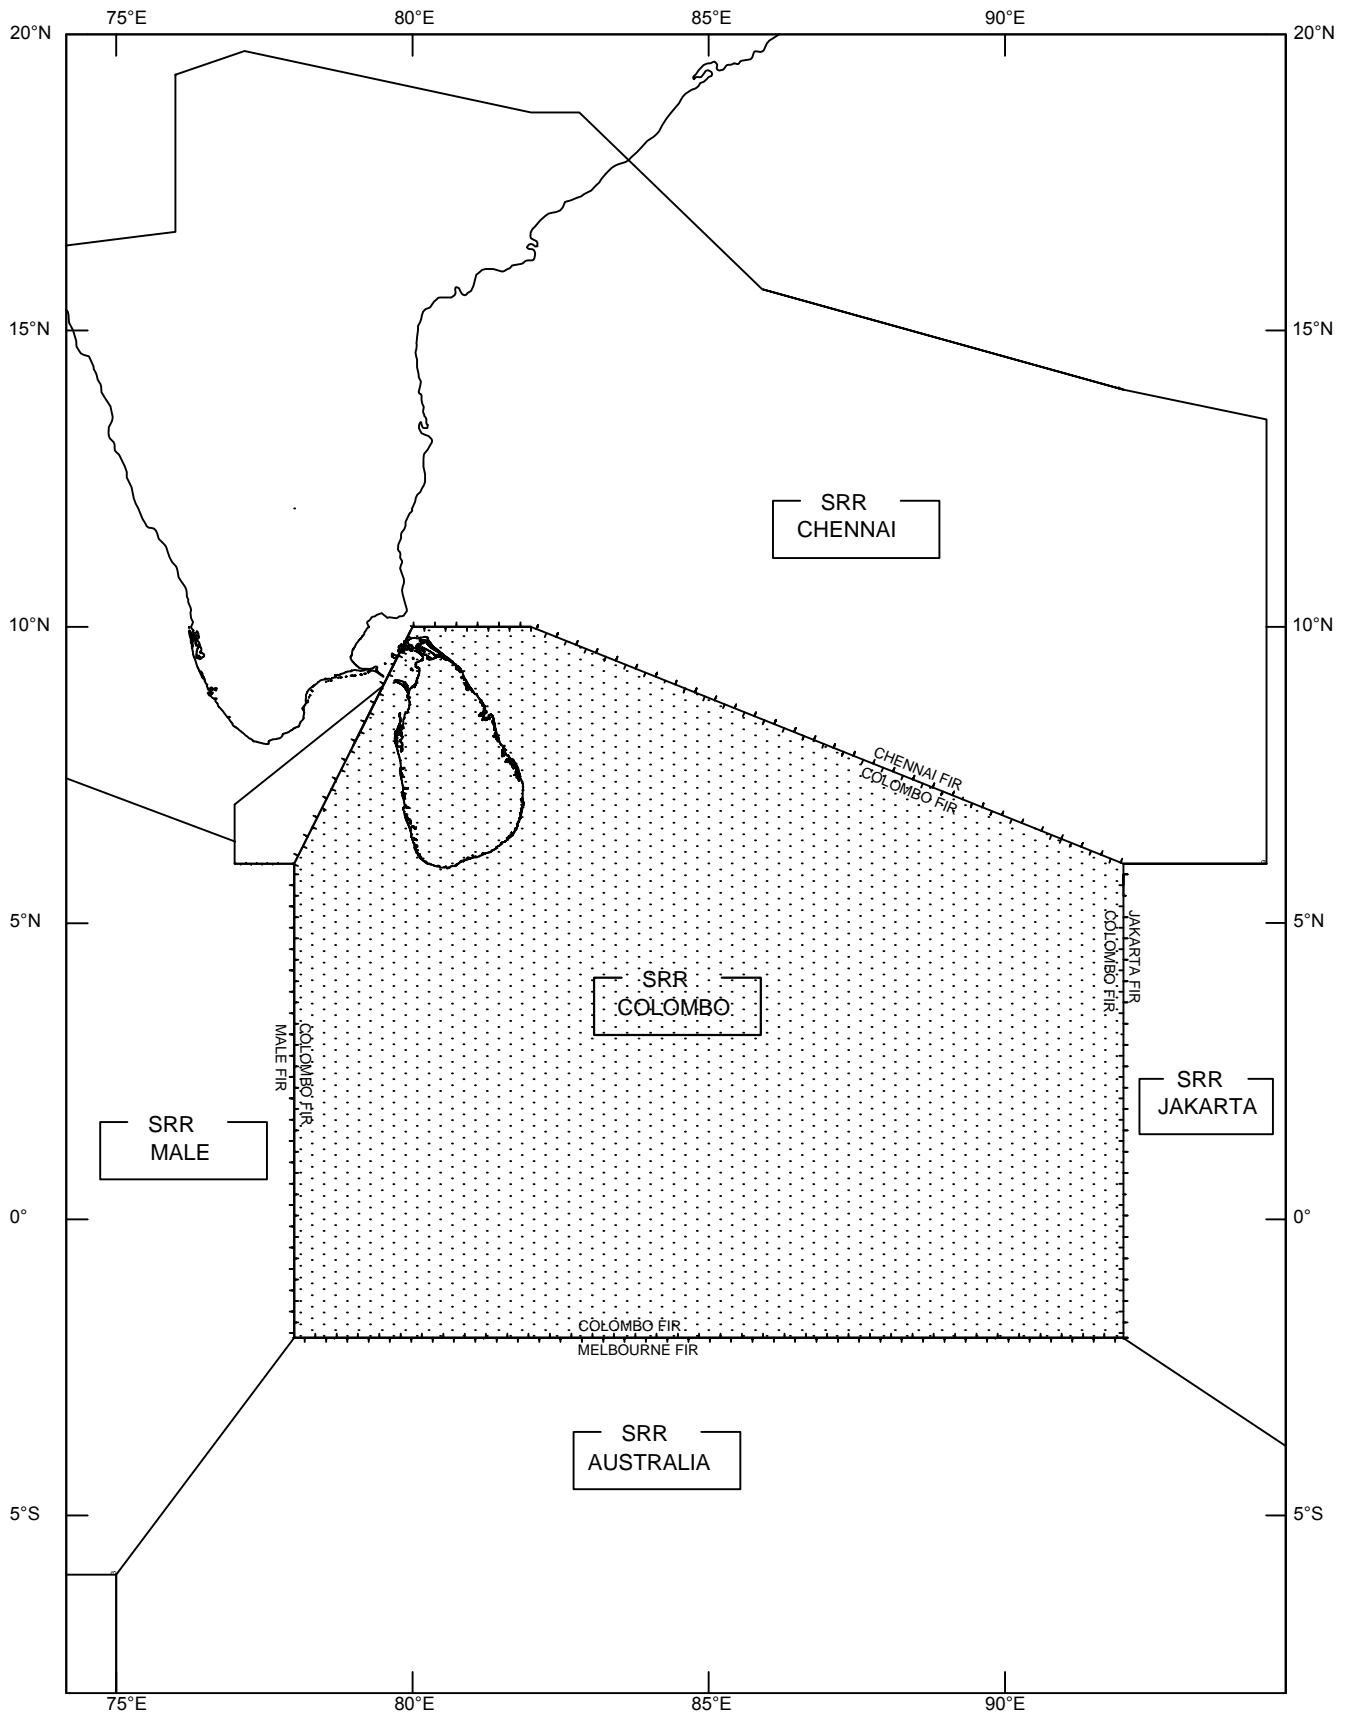 75°E
80°E
85°E
90°E
20°N
20°N
15°N
15°N
SRR
CHENNAI
10°N
10°N
CHENNAI FIR
COLOMBO FIR
5°N
5°N
JAKARTA FIR
COLOMBO FIR
SRR
COLOMBO
COLOMBO FIR
MALE FIR
SRR
JAKARTA
SRR
MALE
0°
0°
COLOMBO FIR
MELBOURNE FIR
SRR
AUSTRALIA
5°S
5°S
75°E
80°E
85°E
90°E